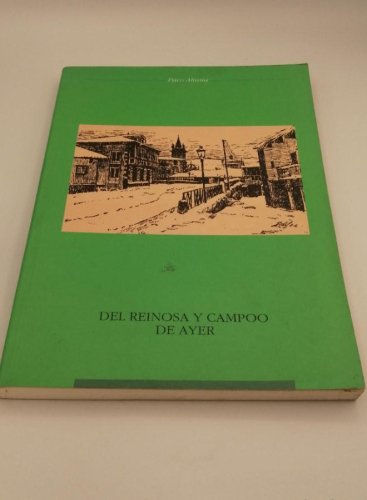 DEL REINOSA Y CAMPOO
DE AYER